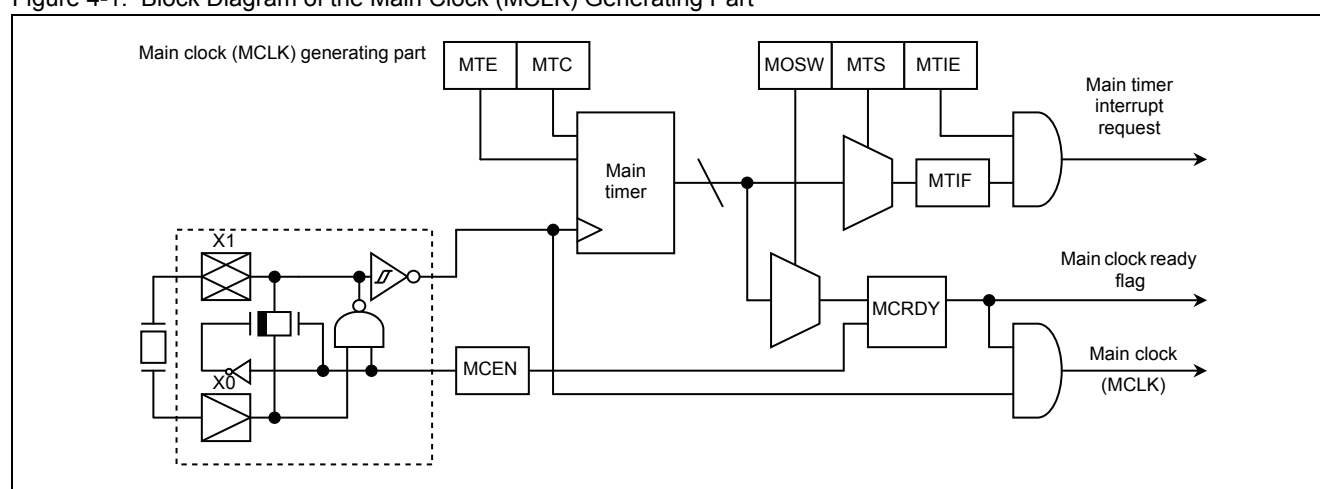 Figure 4-1. Block Diagram of the Main Clock (MCLK) Generating Part
Main clock (MCLK) generating part
MTE
MTC
MOSW
MTS
MTIE
Main timer
interrupt
request
Main
timer
MTIF
X1
Main clock ready
flag
MCRDY
MCEN
X0
Main clock
(MCLK)